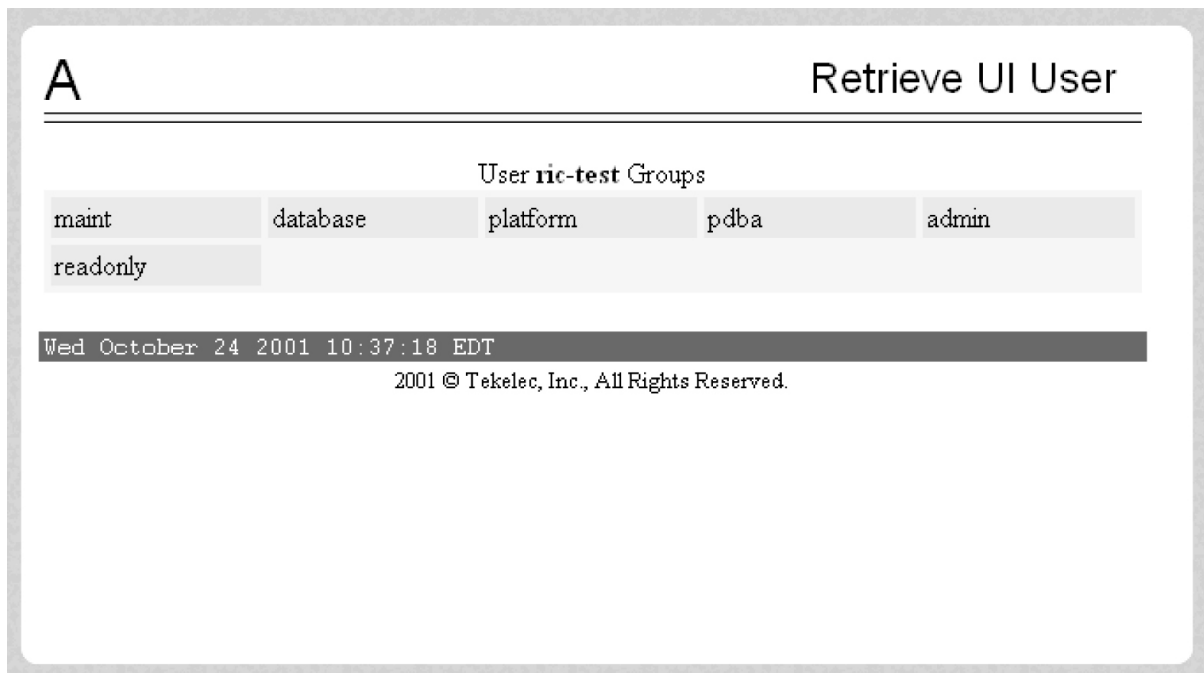 A Retrieve UI User
User ric-test Groups
maint database platform pdba admin
readonly
Wed October 24 2001 10:37:18 EDT
2001 © Tekelec, Inc., All Rights Reserved.